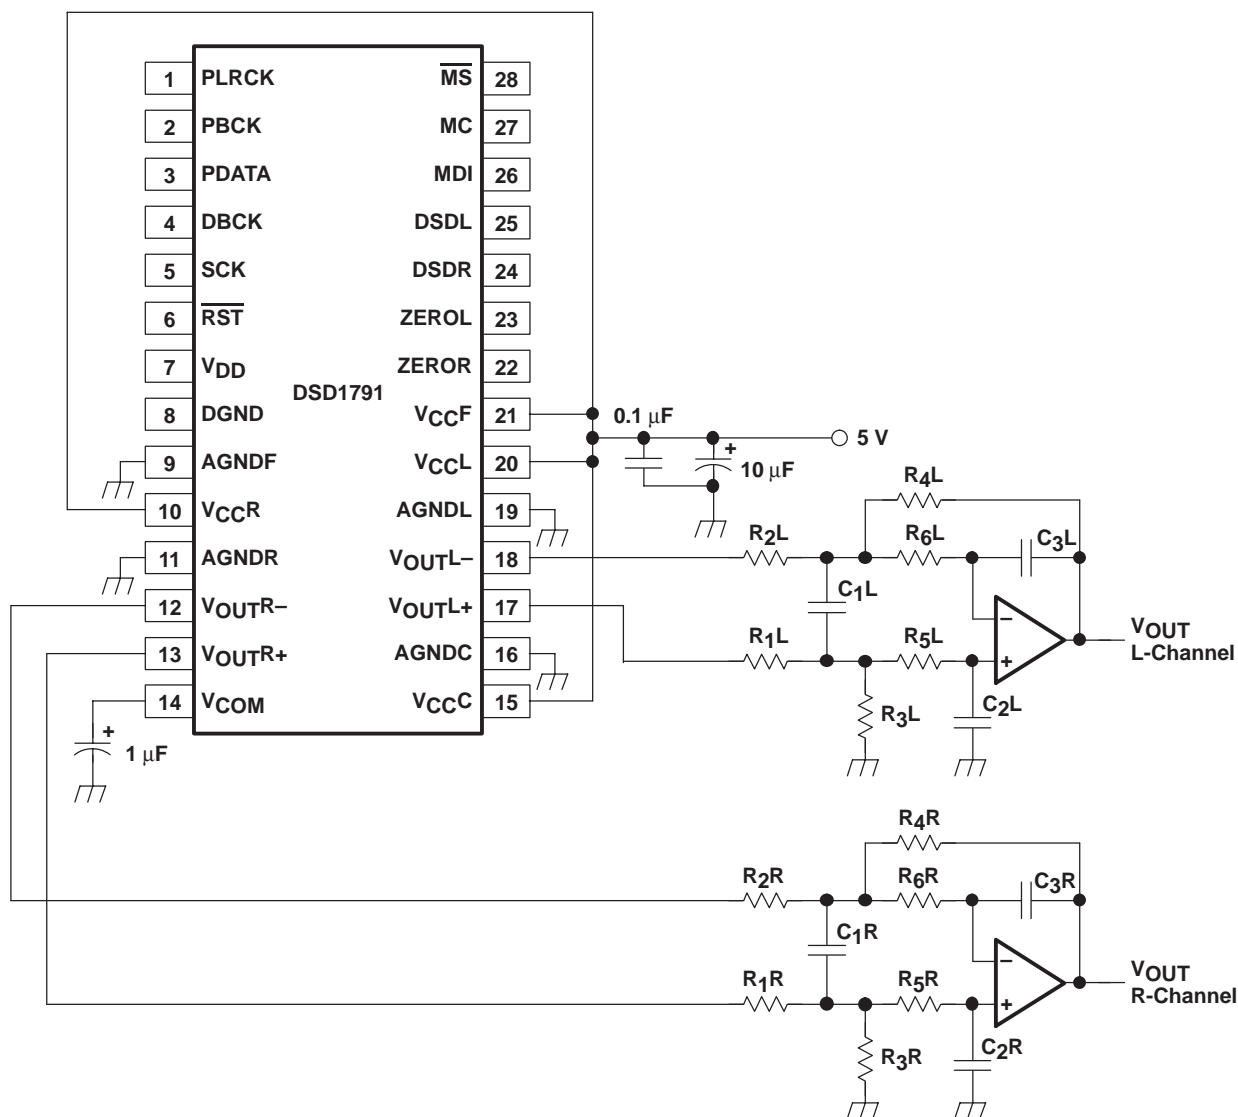 1 PLRCK MS 28
2 PBCK MC 27
3 PDATA MDI 26
4 DBCK DSDL 25
5 SCK DSDR 24
6 RST ZEROL 23
7 VDD ZEROR 22
DSD1791
8 DGND VCCF 21
0.1 μF
5 V
9 AGNDF VCCL 20
+
10 μF
10 VCCR AGNDL 19
11 AGNDR VOUTL– 18
12 VOUTR– VOUTL+ 17
13 VOUTR+ AGNDC 16
14 VCOM VCCC 15
+
1 μF
R4L
R2L R6L C3L
C1L
–
R1L R5L +
VOUT
L-Channel
R3L C2L
R4R
R2R R6R C3R
C1R
–
R1R R5R +
VOUT
R-Channel
R3R C2R